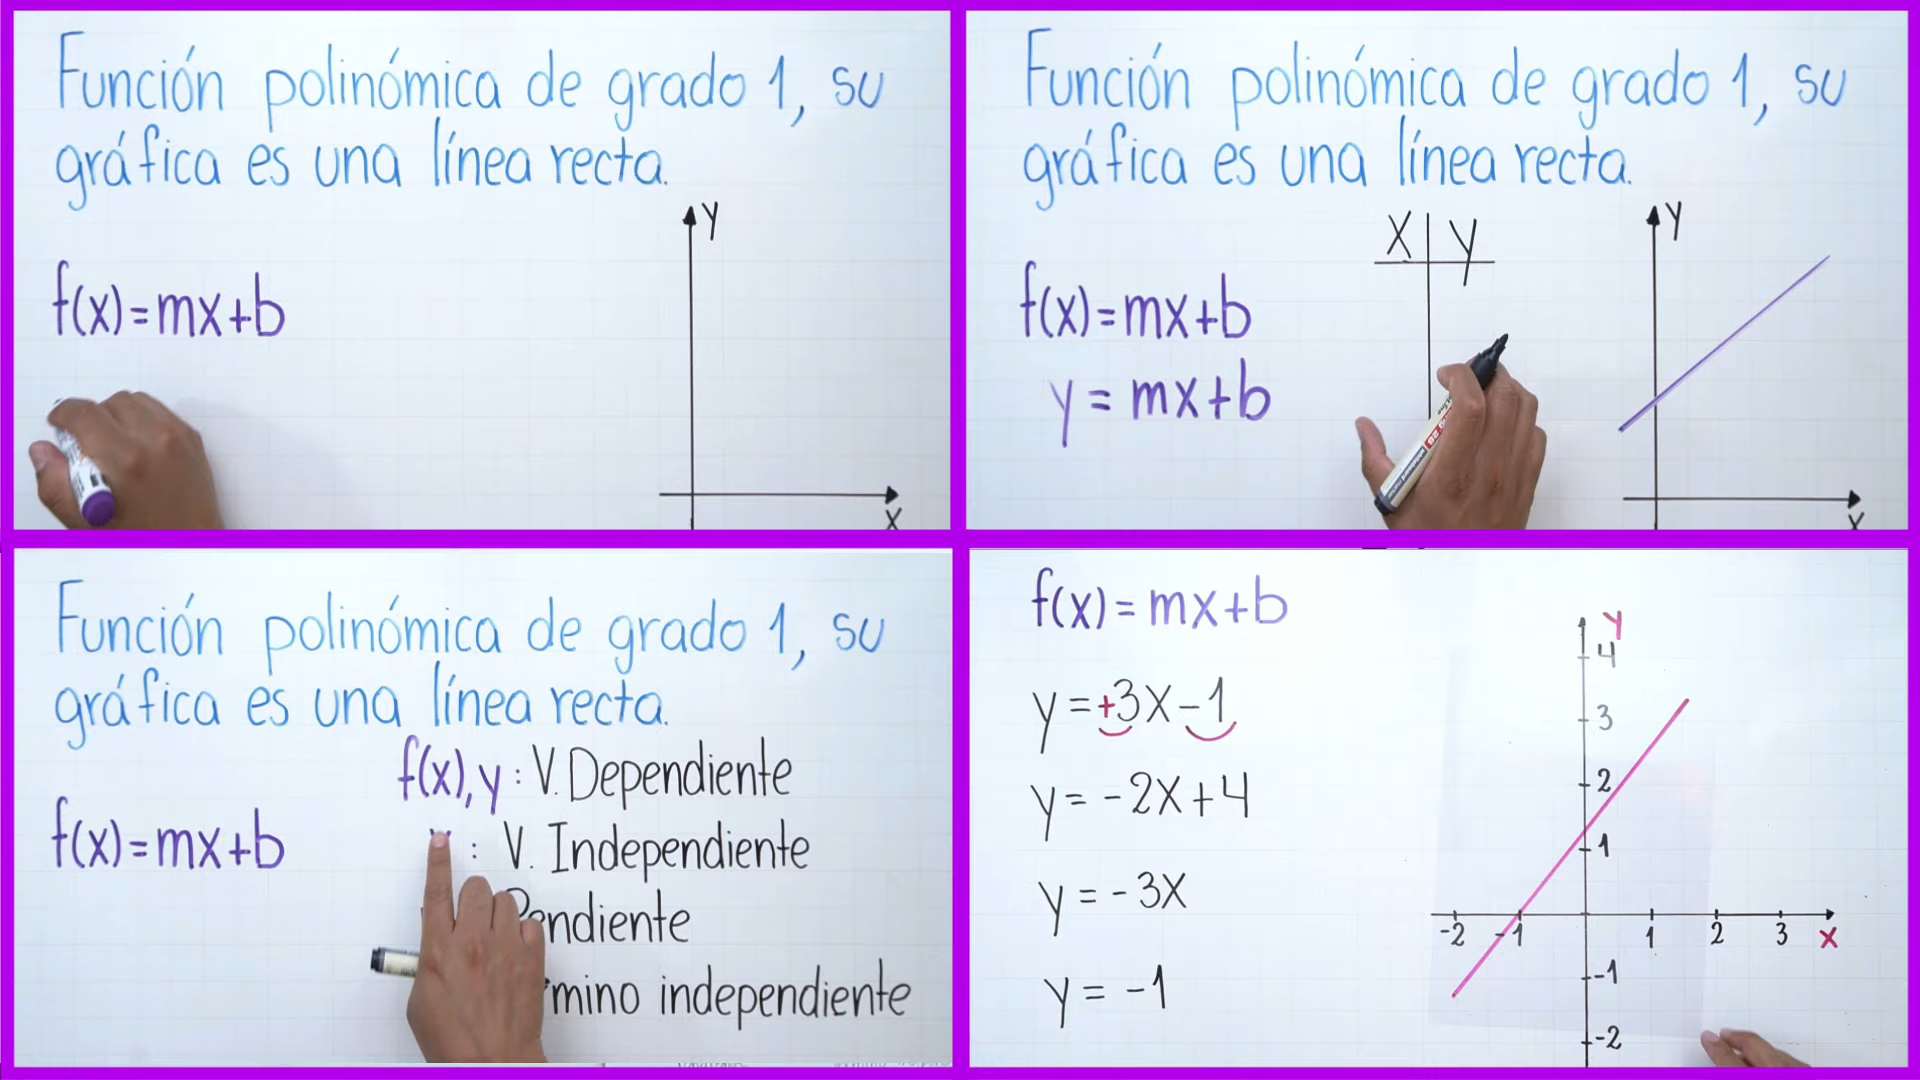 Función polinómica de grado 1, su
gráfica es una línea recta.
Y
f(x)=mx+b
X
Función polinómica de grado 1, su
gráfica es una línea recta.
X Y
Y
f(x)=mx+b
y = mx+b
X
Función polinómica de grado 1, su
gráfica es una línea recta.
f(x), y : V. Dependiente
f(x)=mx+b
: V. Independiente
f(x) = mx+b
y = +3x-1
y = -2x+4
y = -3x
y = -1
Y
4
3
2
1
-2 -1 1 2 3 X
-1
-2